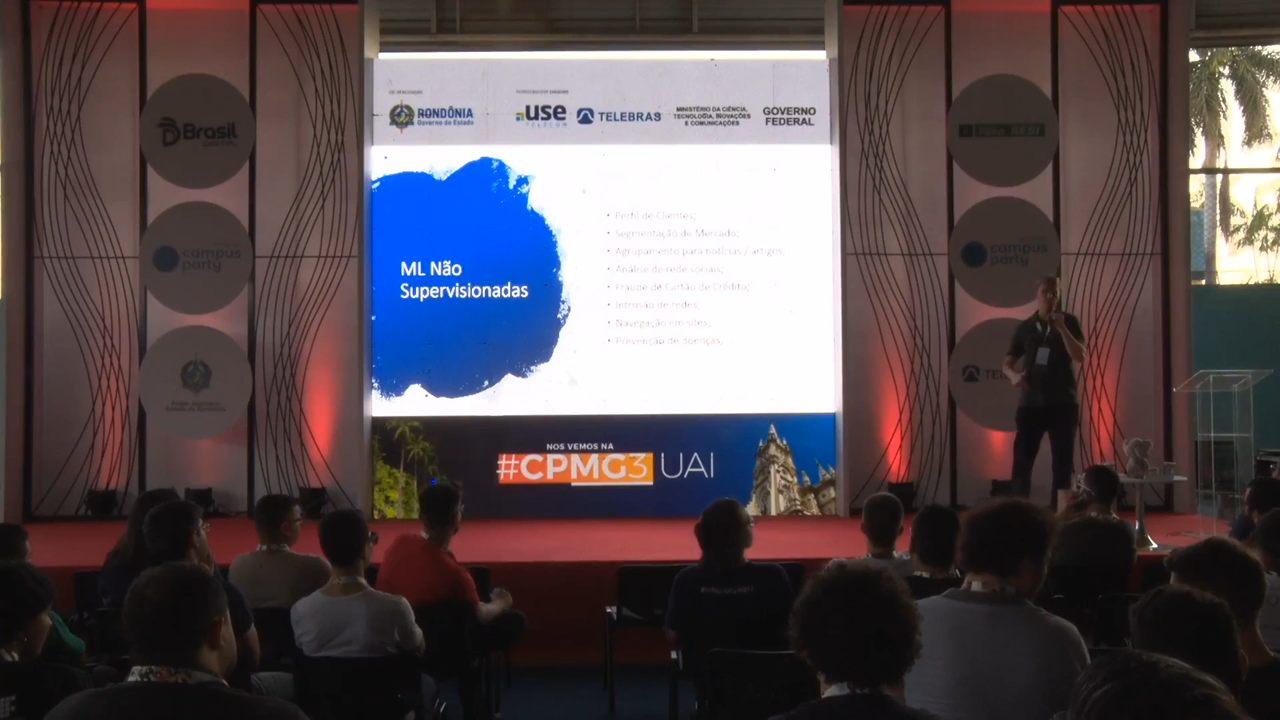 RONDÔNIA
Governo do Estado
USE
TELECOM
TELEBRAS
MINISTÉRIO DA CIÊNCIA,
TECNOLOGIA, INOVAÇÕES
E COMUNICAÇÕES
GOVERNO
FEDERAL
ML Não
Supervisionadas
• Perfil de Clientes;
• Segmentação de Mercado;
• Agrupamento para notícias / artigos;
• Análise de rede sociais;
• Fraude de Cartão de Crédito;
• Intrusão de redes;
• Navegação em sites;
• Prevenção de doenças;
NOS VEMOS NA
#CPMG3 UAI
Brasil
campus
party
campus
party